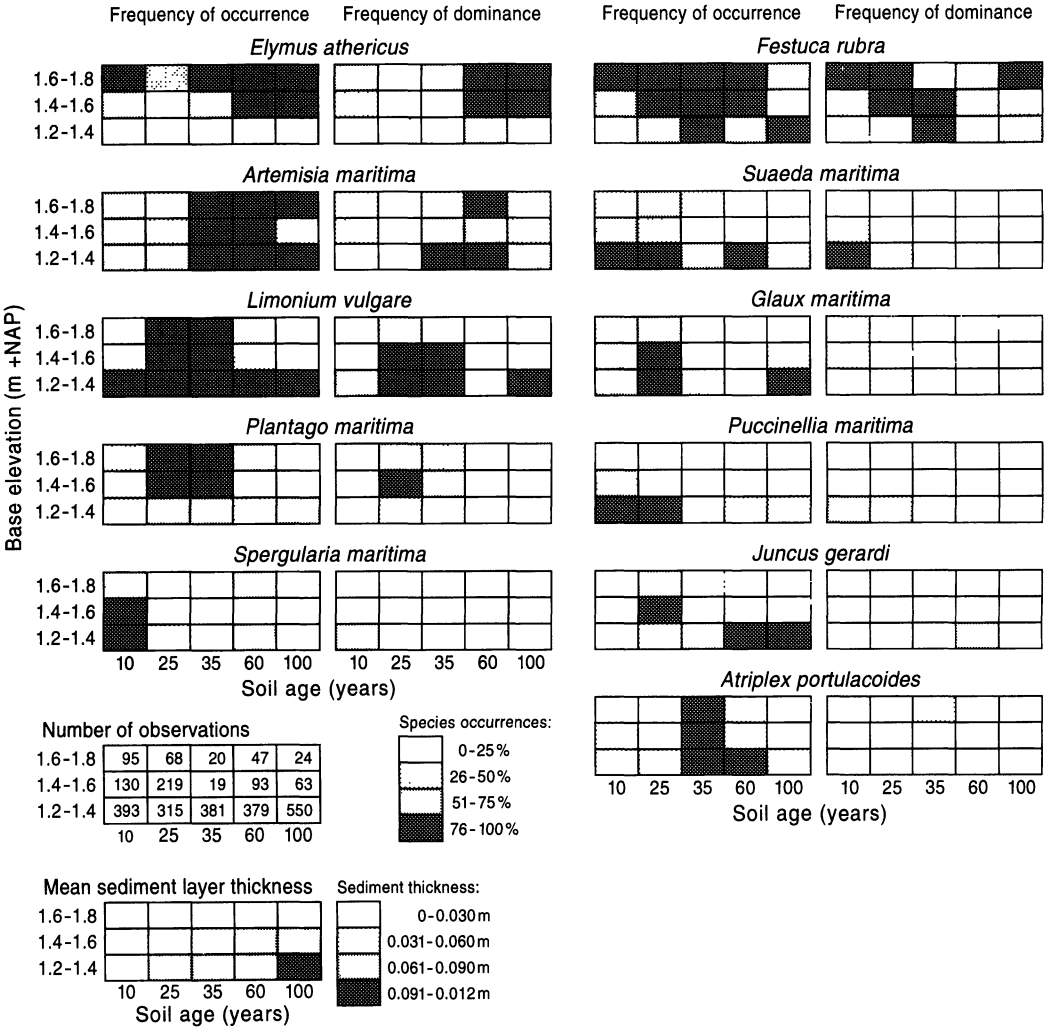 Frequency of occurrence Frequency of dominance Frequency of occurrence Frequency of dominance
Elymus athericus Festuca rubra
1.6-1.8
1.4-1.6
1.2-1.4
Artemisia maritima Suaeda maritima
1.6-1.8
1.4-1.6
1.2-1.4
Limonium vulgare Glaux maritima
1.6-1.8
1.4-1.6
1.2-1.4
Base elevation (m +NAP)
Plantago maritima Puccinellia maritima
1.6-1.8
1.4-1.6
1.2-1.4
Spergularia maritima Juncus gerardi
1.6-1.8
1.4-1.6
1.2-1.4
10 25 35 60 100 10 25 35 60 100
Soil age (years)
Atriplex portulacoides
10 25 35 60 100 10 25 35 60 100
Soil age (years)
Number of observations
1.6-1.8 95 68 20 47 24
1.4-1.6 130 219 19 93 63
1.2-1.4 393 315 381 379 550
10 25 35 60 100
Species occurrences:
0-25%
26-50%
51-75%
76-100%
Mean sediment layer thickness
1.6-1.8
1.4-1.6
1.2-1.4
10 25 35 60 100
Soil age (years)
Sediment thickness:
0-0.030m
0.031-0.060m
0.061-0.090m
0.091-0.012m